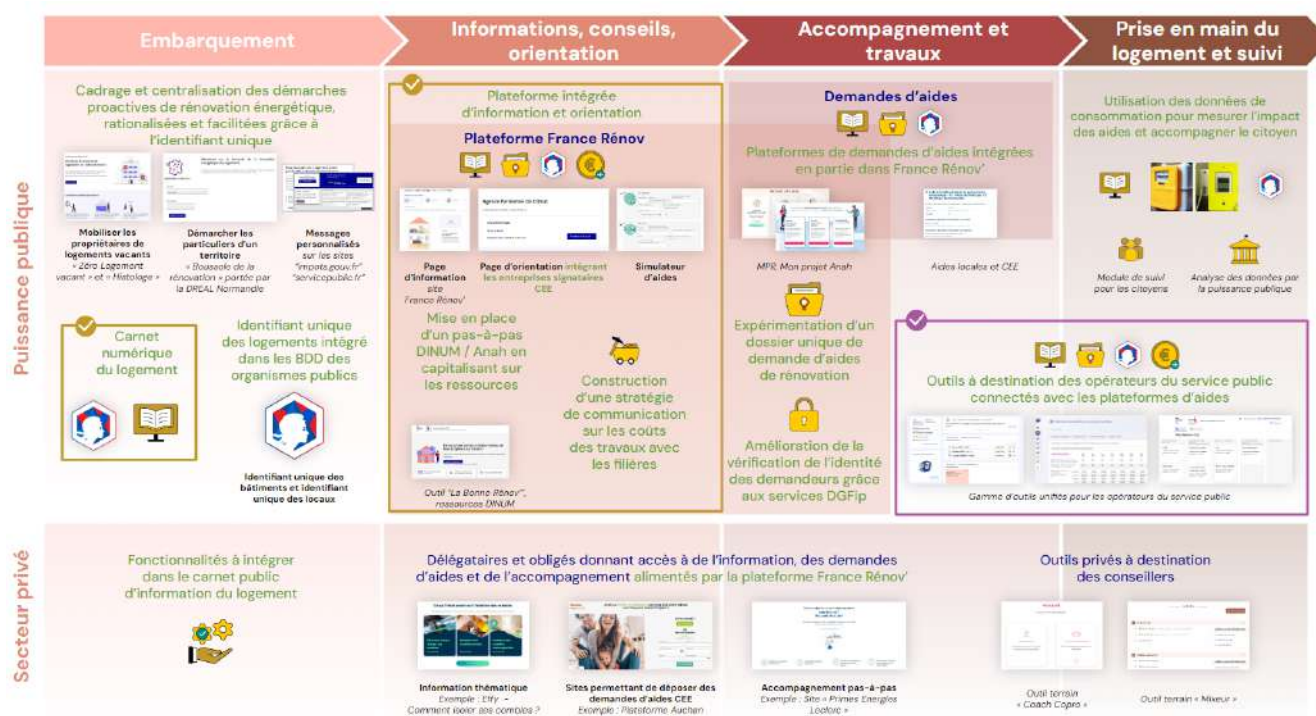 Embarquement
Informations, conseils,
orientation
Accompagnement et
travaux
Prise en main du
logement et suivi
Puissance publique
Cadrage et centralisation des démarches
proactives de rénovation énergétique,
rationalisées et facilitées grâce à
l'identifiant unique
Mobiliser les
propriétaires de
logements vacants
« Zéro Logement
vacant » et « Histologe »
Démarcher les
particuliers d'un
territoire
« Boussole de la
rénovation » portée par
la DREAL Normandie
Messages
personnalisés
sur les sites
"impots.gouv.fr"
"servicepublic.fr"
Carnet
numérique
du logement
Identifiant unique
des logements intégré
dans les BDD des
organismes publics
Identifiant unique des
bâtiments et identifiant
unique des locaux
Plateforme intégrée
d'information et orientation
Plateforme France Rénov
Page
d'information
site
France Rénov'
Page d'orientation intégrant
les entreprises signataires
CEE
Simulateur
d'aides
Mise en place
d'un pas-à-pas
DINUM / Anah en
capitalisant sur
les ressources
Outil "La Bonne Rénov'",
ressources DINUM
Construction
d'une stratégie
de communication
sur les coûts
des travaux avec
les filières
Demandes d'aides
Plateformes de demandes d'aides intégrées
en partie dans France Rénov'
MPR, Mon projet Anah
Aides locales et CEE
Expérimentation d'un
dossier unique de
demande d'aides
de rénovation
Amélioration de la
vérification de l'identité
des demandeurs grâce
aux services DGFip
Utilisation des données de
consommation pour mesurer l'impact
des aides et accompagner le citoyen
Module de suivi
pour les citoyens
Analyse des données par
la puissance publique
Outils à destination des opérateurs du service public
connectés avec les plateformes d'aides
Gamme d'outils unifiés pour les opérateurs du service public
Secteur privé
Fonctionnalités à intégrer
dans le carnet public
d'information du logement
Délégataires et obligés donnant accès à de l'information, des demandes
d'aides et de l'accompagnement alimentés par la plateforme France Rénov'
Information thématique
Exemple : Effy -
Comment isoler ses combles ?
Sites permettant de déposer des
demandes d'aides CEE
Exemple : Plateforme Auchan
Accompagnement pas-à-pas
Exemple : Site « Primes Energies
Leclerc »
Outils privés à destination
des conseillers
Outil terrain
« Coach Copro »
Outil terrain « Mixeur »